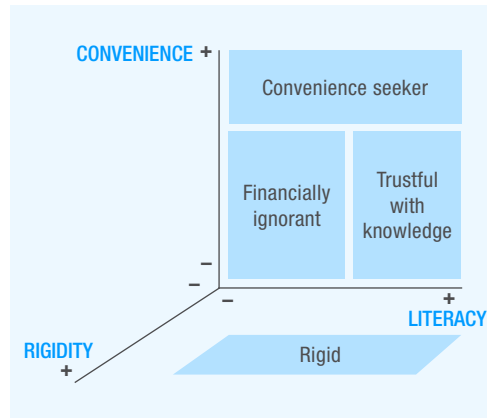 CONVENIENCE +
Convenience seeker
Financially
ignorant
Trustful
with
knowledge
–
–
–
+
LITERACY
RIGIDITY
+
Rigid